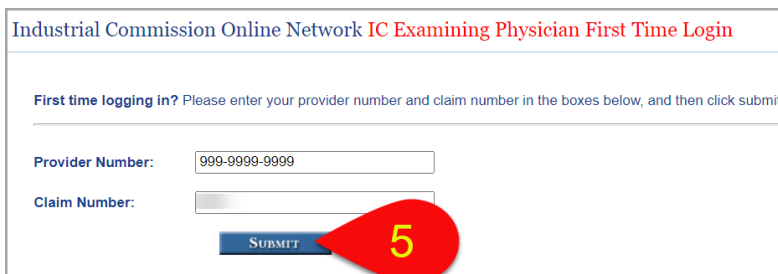 Industrial Commission Online Network IC Examining Physician First Time Login
First time logging in? Please enter your provider number and claim number in the boxes below, and then click submit
Provider Number: 999-9999-9999
Claim Number:
SUBMIT 5